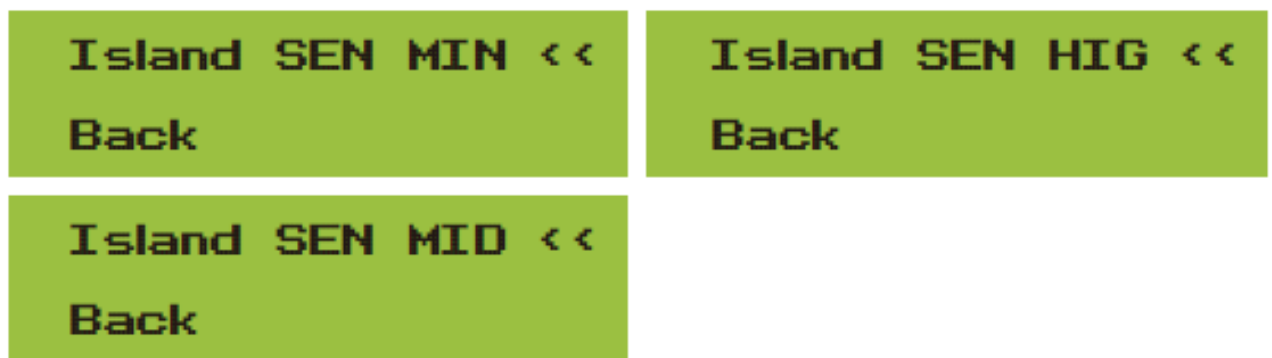 Island SEN MIN <<
Back
Island SEN HIG <<
Back
Island SEN MID <<
Back